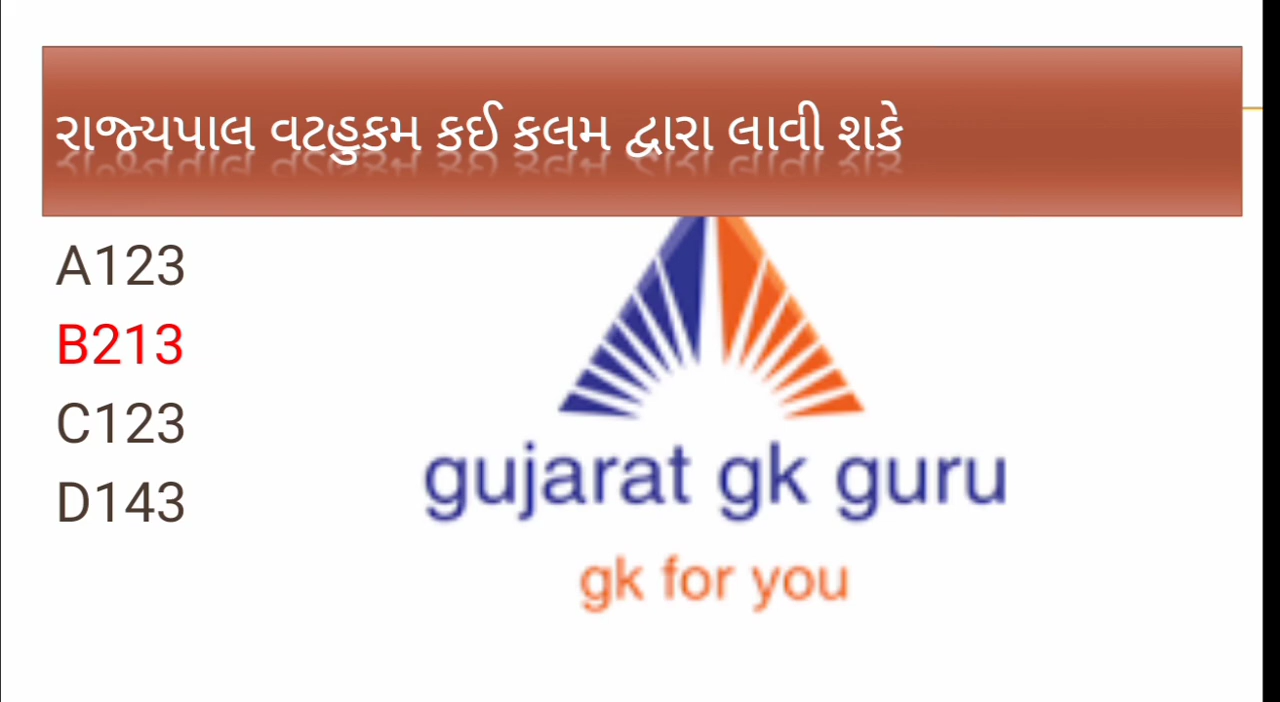 રાજ્યપાલ વટહુકમ કઈ કલમ દ્વારા લાવી શકે
A123
B213
C123
D143
gujarat gk guru
gk for you